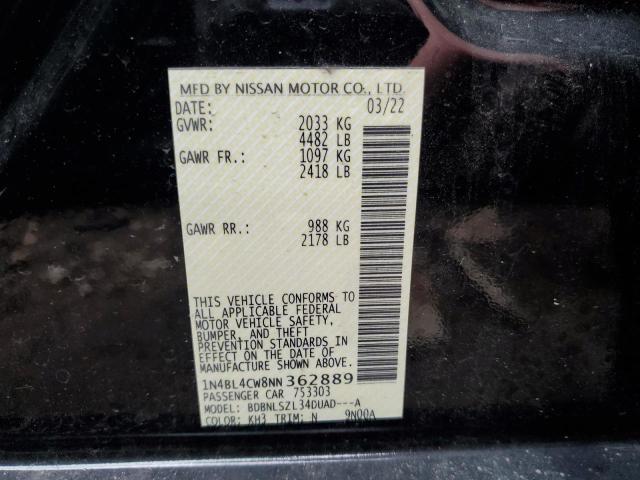 MFD BY NISSAN MOTOR CO., LTD.
DATE: 03/22
GVWR: 2033 KG
4482 LB
GAWR FR.: 1097 KG
2418 LB
GAWR RR.: 988 KG
2178 LB
THIS VEHICLE CONFORMS TO
ALL APPLICABLE FEDERAL
MOTOR VEHICLE SAFETY,
BUMPER, AND THEFT
PREVENTION STANDARDS IN
EFFECT ON THE DATE OF
MANUFACTURE SHOWN ABOVE.
1N4BL4CW8NN362889
PASSENGER CAR 753303
MODEL: BDBNLSZL34DUAD---A
COLOR: KH3 TRIM: N 9N00A